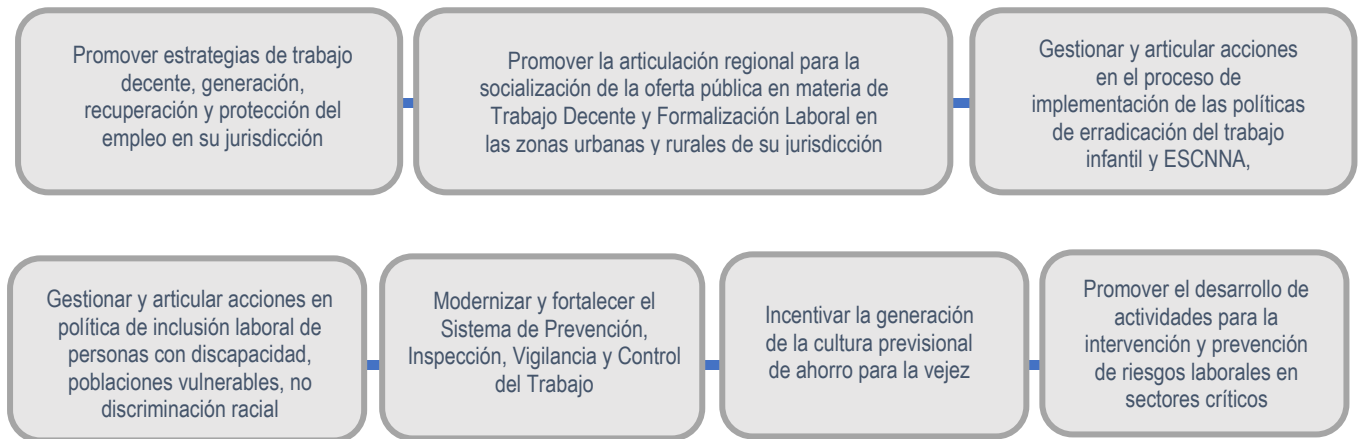 Promover estrategias de trabajo
decente, generación,
recuperación y protección del
empleo en su jurisdicción
Promover la articulación regional para la
socialización de la oferta pública en materia de
Trabajo Decente y Formalización Laboral en
las zonas urbanas y rurales de su jurisdicción
Gestionar y articular acciones
en el proceso de
implementación de las políticas
de erradicación del trabajo
infantil y ESCNNA,
Gestionar y articular acciones en
política de inclusión laboral de
personas con discapacidad,
poblaciones vulnerables, no
discriminación racial
Modernizar y fortalecer el
Sistema de Prevención,
Inspección, Vigilancia y Control
del Trabajo
Incentivar la generación
de la cultura previsional
de ahorro para la vejez
Promover el desarrollo de
actividades para la
intervención y prevención
de riesgos laborales en
sectores críticos